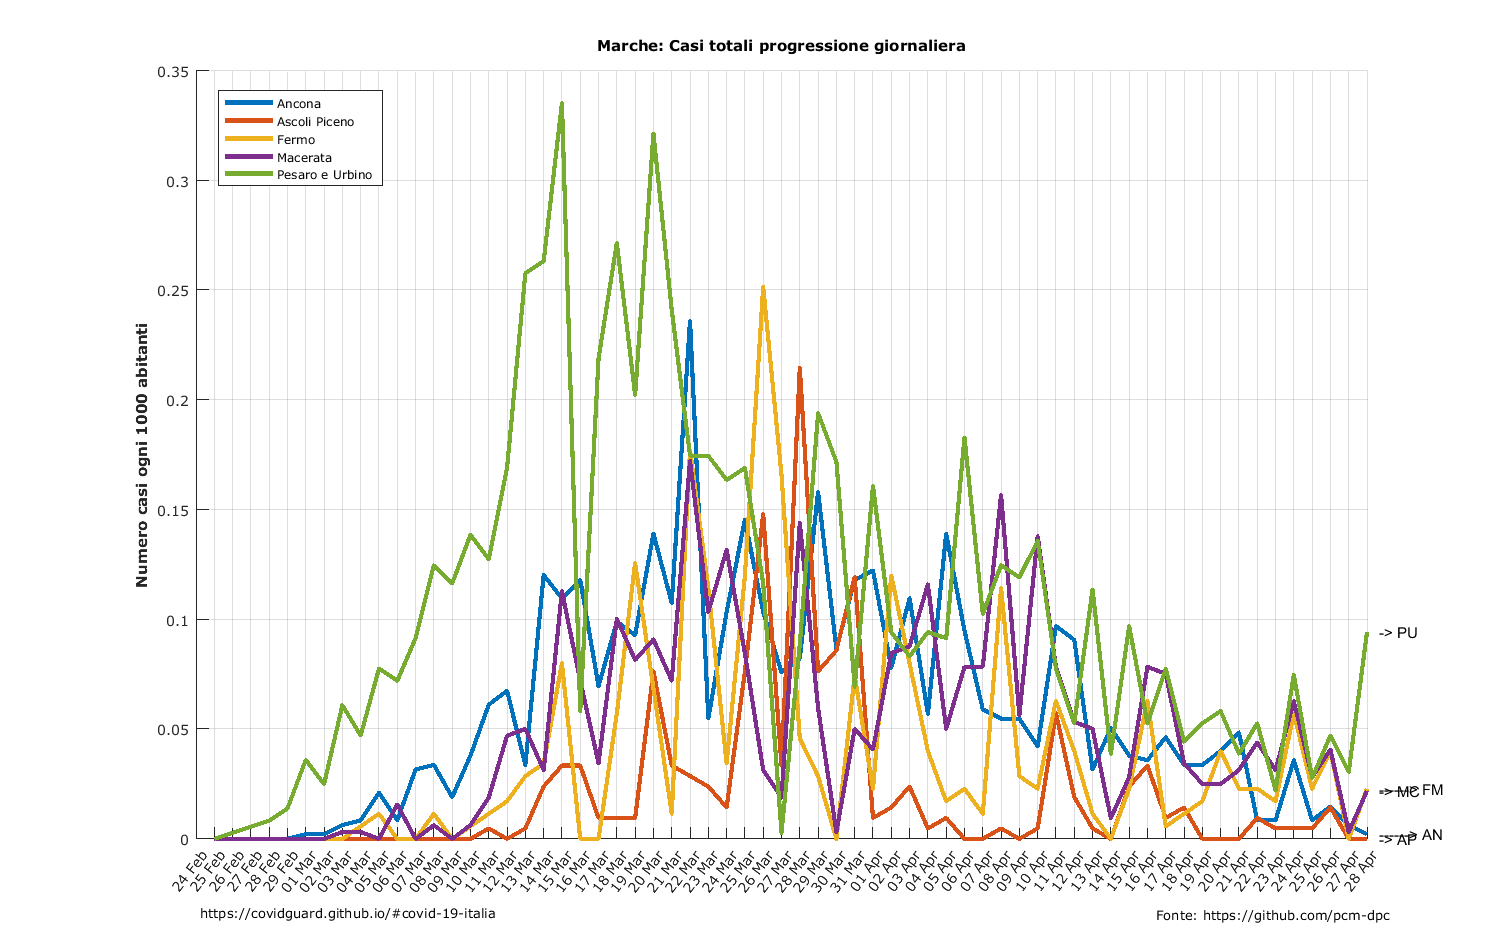 Marche: Casi totali progressione giornaliera
0.35
0.3
0.25
0.2
0.15
0.1
0.05
0
Numero casi ogni 1000 abitanti
Ancona
Ascoli Piceno
Fermo
Macerata
Pesaro e Urbino
-> PU
-> MC
-----> FM
-----> AN
-> AP
24 Feb
25 Feb
26 Feb
27 Feb
28 Feb
29 Feb
01 Mar
02 Mar
03 Mar
04 Mar
05 Mar
06 Mar
07 Mar
08 Mar
09 Mar
10 Mar
11 Mar
12 Mar
13 Mar
14 Mar
15 Mar
16 Mar
17 Mar
18 Mar
19 Mar
20 Mar
21 Mar
22 Mar
23 Mar
24 Mar
25 Mar
26 Mar
27 Mar
28 Mar
29 Mar
30 Mar
31 Mar
01 Apr
02 Apr
03 Apr
04 Apr
05 Apr
06 Apr
07 Apr
08 Apr
09 Apr
10 Apr
11 Apr
12 Apr
13 Apr
14 Apr
15 Apr
16 Apr
17 Apr
18 Apr
19 Apr
20 Apr
21 Apr
22 Apr
23 Apr
24 Apr
25 Apr
26 Apr
27 Apr
28 Apr
https://covidguard.github.io/#covid-19-italia
Fonte: https://github.com/pcm-dpc